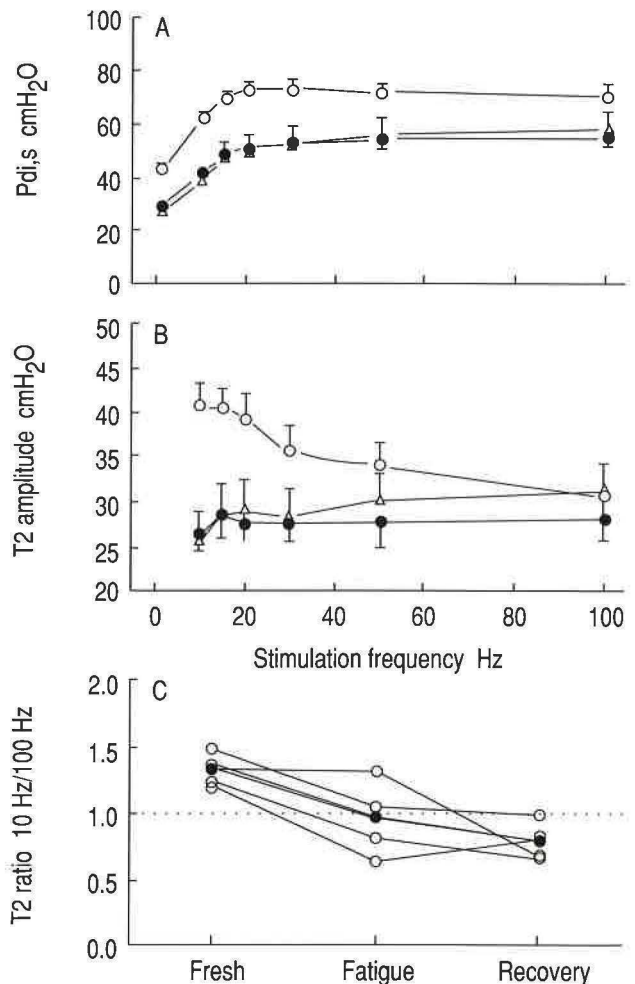 A
Pdi,s cmH2O
100
80
60
40
20
0
B
T2 amplitude cmH2O
45
40
35
30
25
20
0
20
40
60
80
100
Stimulation frequency Hz
C
T2 ratio 10 Hz/100 Hz
2.0
1.5
1.0
0.5
0.0
Fresh
Fatigue
Recovery